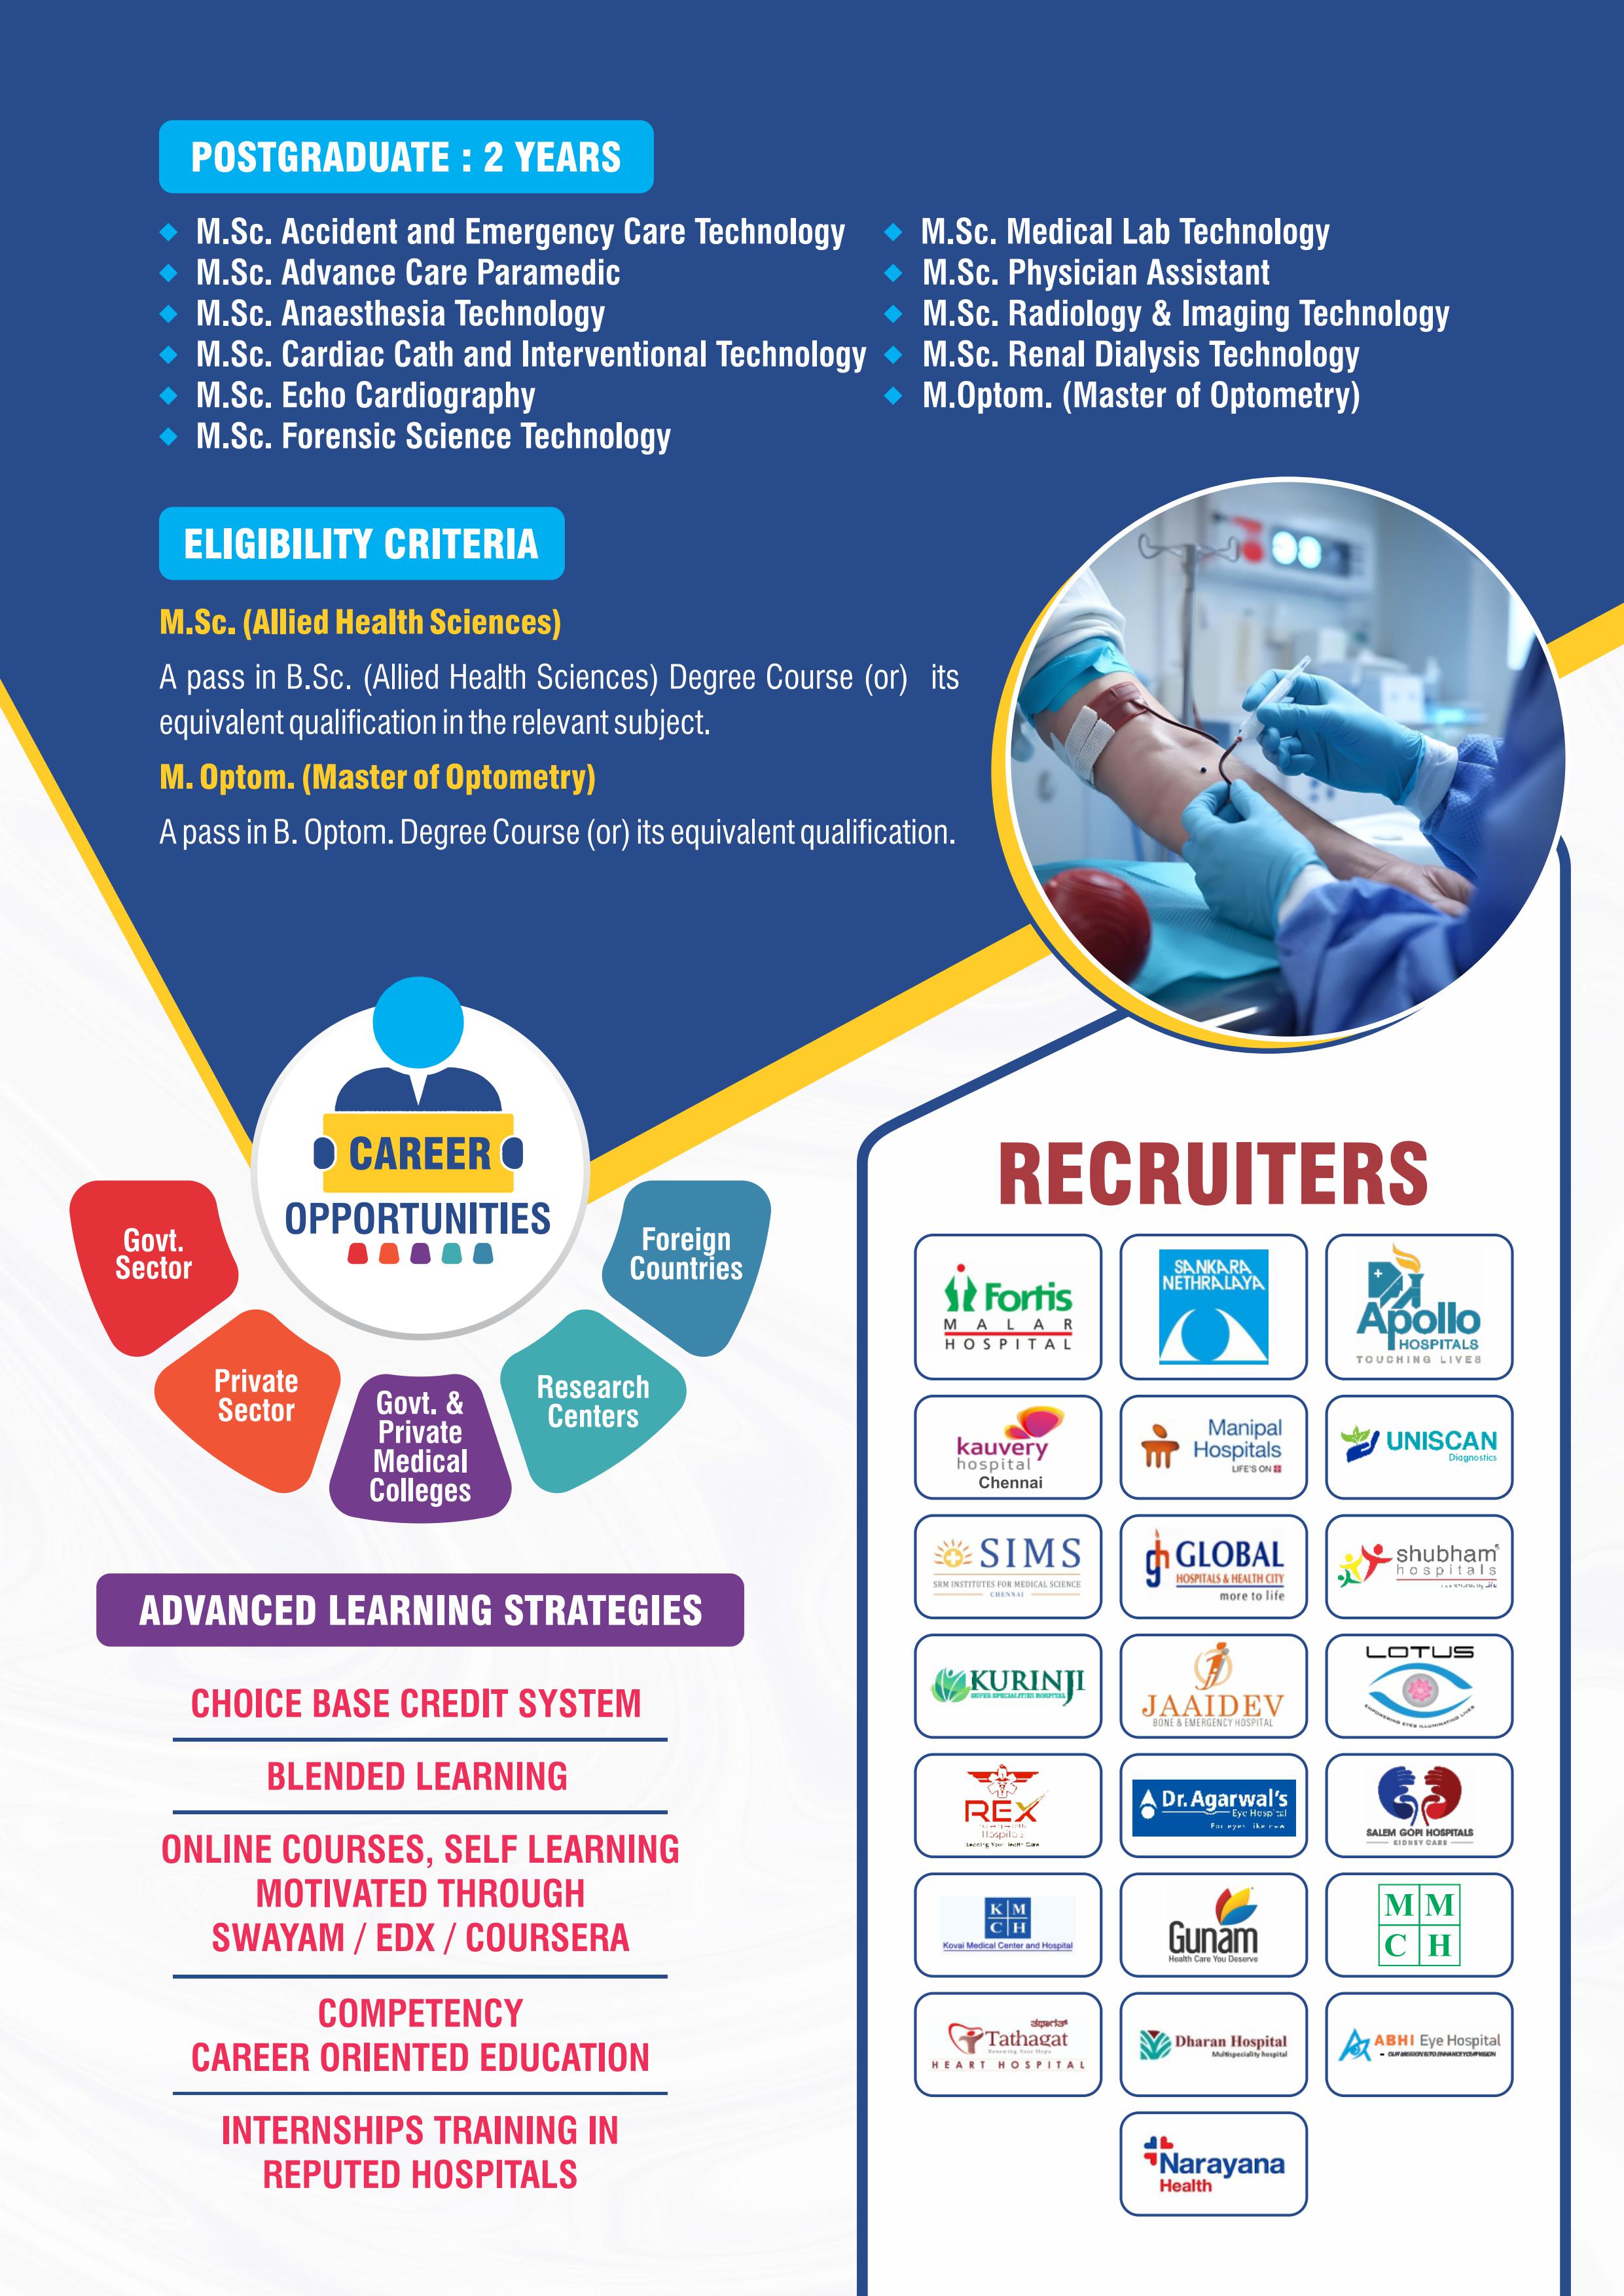 POSTGRADUATE : 2 YEARS
M.Sc. Accident and Emergency Care Technology
M.Sc. Advance Care Paramedic
M.Sc. Anaesthesia Technology
M.Sc. Cardiac Cath and Interventional Technology
M.Sc. Echo Cardiography
M.Sc. Forensic Science Technology
M.Sc. Medical Lab Technology
M.Sc. Physician Assistant
M.Sc. Radiology & Imaging Technology
M.Sc. Renal Dialysis Technology
M.Optom. (Master of Optometry)
ELIGIBILITY CRITERIA
M.Sc. (Allied Health Sciences)
A pass in B.Sc. (Allied Health Sciences) Degree Course (or) its
equivalent qualification in the relevant subject.
M. Optom. (Master of Optometry)
A pass in B. Optom. Degree Course (or) its equivalent qualification.
CAREER
OPPORTUNITIES
Govt.
Sector
Private
Sector
Govt. &
Private
Medical
Colleges
Research
Centers
Foreign
Countries
ADVANCED LEARNING STRATEGIES
CHOICE BASE CREDIT SYSTEM
BLENDED LEARNING
ONLINE COURSES, SELF LEARNING
MOTIVATED THROUGH
SWAYAM / EDX / COURSERA
COMPETENCY
CAREER ORIENTED EDUCATION
INTERNSHIPS TRAINING IN
REPUTED HOSPITALS
RECRUITERS
Fortis
MALAR
HOSPITAL
SANKARA
NETHRALAYA
Apollo
HOSPITALS
TOUCHING LIVES
kauvery
hospital
Chennai
Manipal
Hospitals
LIFE'S ON
UNISCAN
Diagnostics
SIMS
SRM INSTITUTES FOR MEDICAL SCIENCE
CHENNAI
gh GLOBAL
HOSPITALS & HEALTH CITY
more to life
shubham
hospitals
KURINJI
SUPER SPECIALITIES HOSPITAL
JAAIDEV
BONE & EMERGENCY HOSPITAL
LOTUS
EMPOWERING EYES ILLUMINATING LIVES
REX
Hospitals
Dr. Agarwal's
Eye Hospital
SALEM GOPI HOSPITALS
KIDNEY CARE
K M
C H
Kovai Medical Center and Hospital
Gunam
Health Care You Deserve
M M
C H
ತಥಾಗತ್
Tathagat
Renewing Your Hope
HEART HOSPITAL
Dharan Hospital
Multispeciality hospital
ABHI Eye Hospital
Narayana
Health